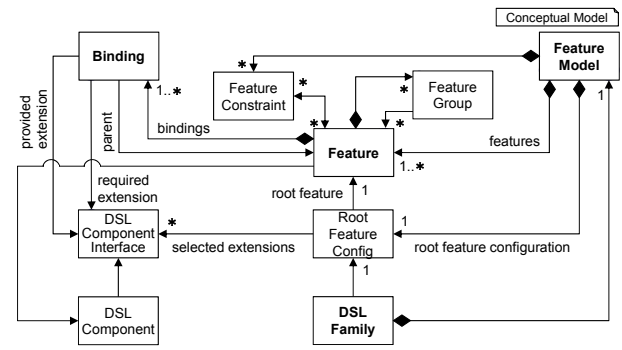 Conceptual Model
Binding
Feature
Model
Feature
Constraint
Feature
Group
*
*
*
*
*
1
1..*
provided
extension
parent
bindings
Feature
features
1..*
required
extension
root feature
1
DSL
Component
Interface
*
selected extensions
Root
Feature
Config
1
root feature configuration
1
DSL
Component
DSL
Family